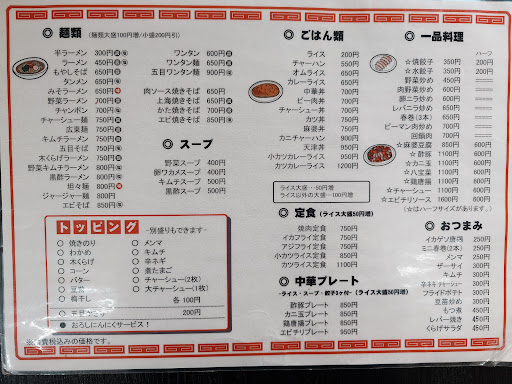 ◎ 麺類 (麺類大盛100円増/小盛200円引)
半ラーメン 300円
ラーメン 450円
もやしそば 550円
タンメン 550円
みそラーメン 650円
野菜ラーメン 700円
チャンポン 700円
チャーシュー麺 650円
広東麺 650円
キムチラーメン 650円
五目そば 750円
木くらげラーメン 750円
野菜キムチラーメン 850円
黒酢ラーメン 650円
坦々麺 800円
ジャージャー麺 800円
エビそば 850円
ワンタン 600円
ワンタン麺 650円
五目ワンタン麺 900円
肉ソース焼きそば 650円
上海焼きそば 650円
かた焼きそば 700円
エビ焼きそば 850円
◎ スープ
野菜スープ 400円
卵ワカメスープ 400円
キムチスープ 500円
黒酢スープ 500円
トッピング -別盛りもできます-
○ 焼きのり
○ わかめ
○ 木くらげ
○ コーン
○ バター
○ 梅干し
○ メンマ
○ キムチ
○ 辛ネギ
○ 煮たまご
○ チャーシュー(2枚)
○ 大チャーシュー(1枚)
各 100円
200円
● おろしにんにくサービス!
◎ ごはん類
ライス 200円
チャーハン 550円
オムライス 650円
カレーライス 650円
中華丼 650円
ビー肉丼 650円
チャーシュー丼 700円
カツ丼 750円
麻婆丼 750円
カニチャーハン 900円
天津丼 950円
小カツカレーライス 950円
カツカレーライス 1200円
ライス大盛…50円増
ライス以外の大盛…100円増
◎ 定食 (ライス大盛50円増)
焼肉定食 750円
イカフライ定食 750円
アジフライ定食 750円
小カツライス定食 850円
カツライス定食 1100円
◎ 中華プレート
-ライス・スープ・餃子3ヶ付- (ライス大盛50円増)
酢豚プレート 850円
カニ玉プレート 850円
鶏唐揚プレート 850円
エビチリプレート 850円
◎ 一品料理
ハーフ
☆焼餃子 350円 200円
☆水餃子 350円 200円
野菜炒め 450円
肉野菜炒め 600円
卵ニラ炒め 600円
レバニラ炒め 650円
春巻(3本) 650円
ピーマン肉炒め 700円
回鍋肉 700円
☆麻婆豆腐 850円 600円
☆酢豚 1100円 600円
☆カニ玉 1100円 600円
☆八宝菜 1100円 600円
☆鶏唐揚 1100円 600円
☆チャーシュー 1100円 600円
☆エビチリソース 1600円 800円
(☆はハーフサイズがあります。)
◎ おつまみ
イカゲソ唐揚 250円
ミニ春巻(2本) 250円
メンマ 250円
ザーサイ 300円
キムチ 300円
辛ネギチャーシュー 350円
フライドポテト 350円
豆苗炒め 350円
もつ煮 450円
レバー焼き 450円
くらげサラダ 450円